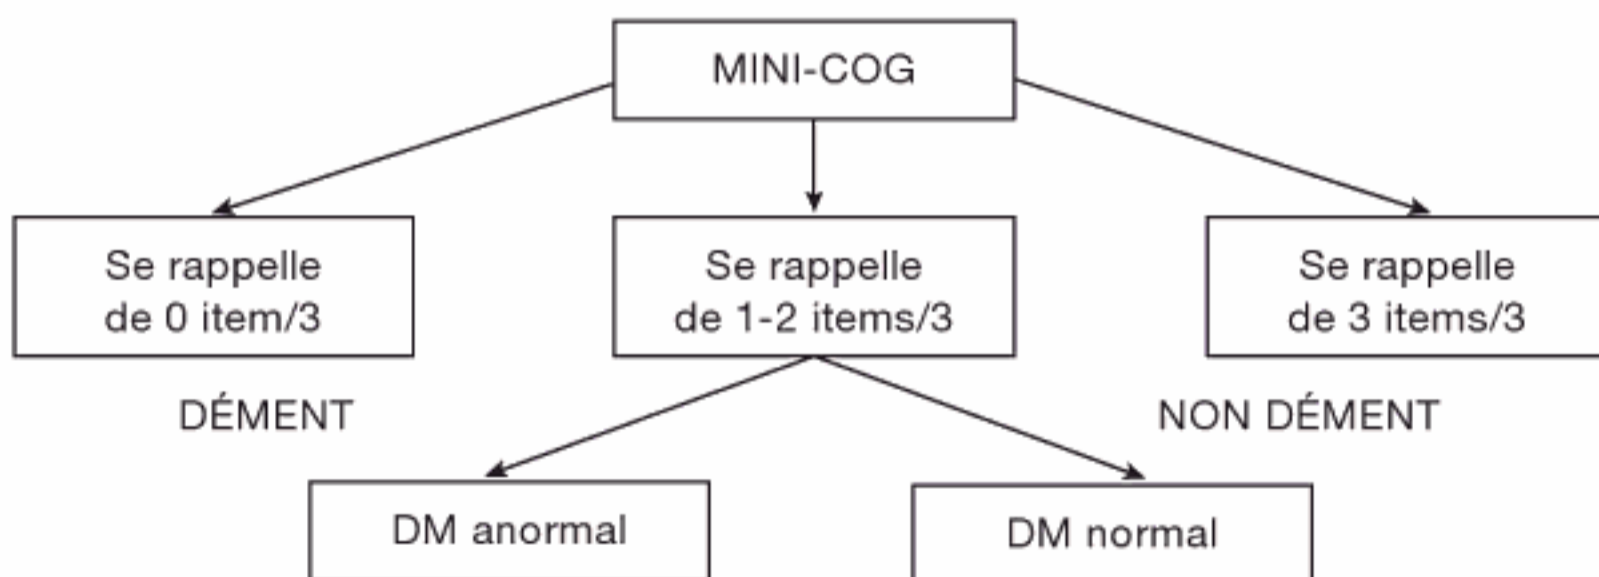 MINI-COG
Se rappelle
de 0 item/3
Se rappelle
de 1-2 items/3
Se rappelle
de 3 items/3
DÉMENT
NON DÉMENT
DM anormal
DM normal